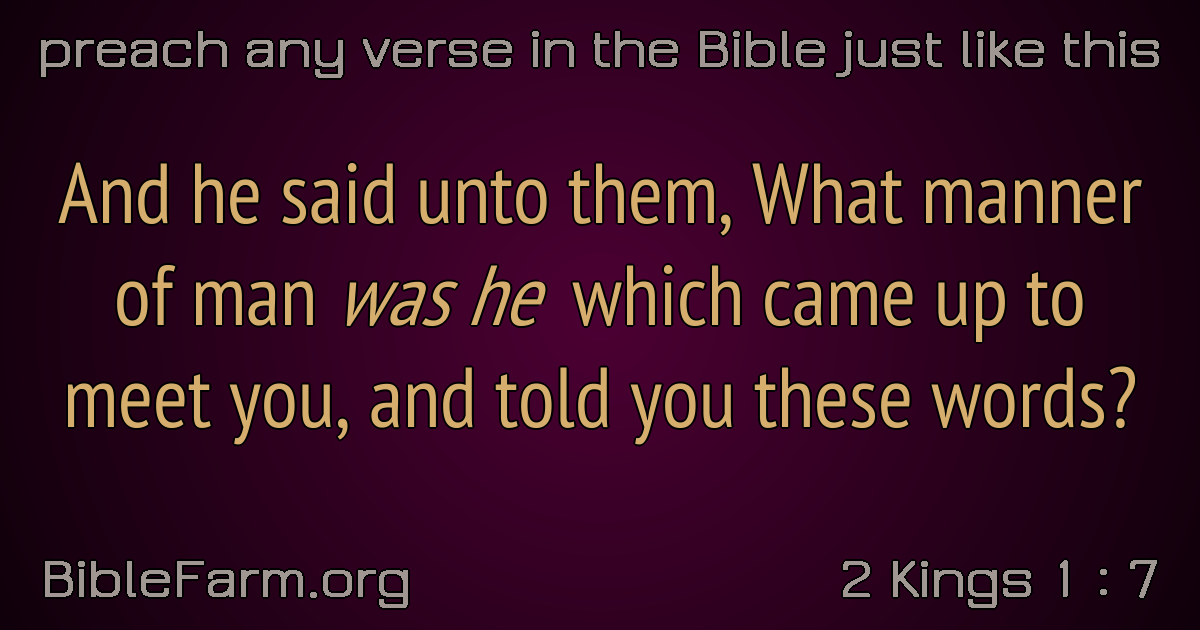 preach any verse in the Bible just like this
And he said unto them, What manner
of man was he which came up to
meet you, and told you these words?
BibleFarm.org
2 Kings 1 : 7